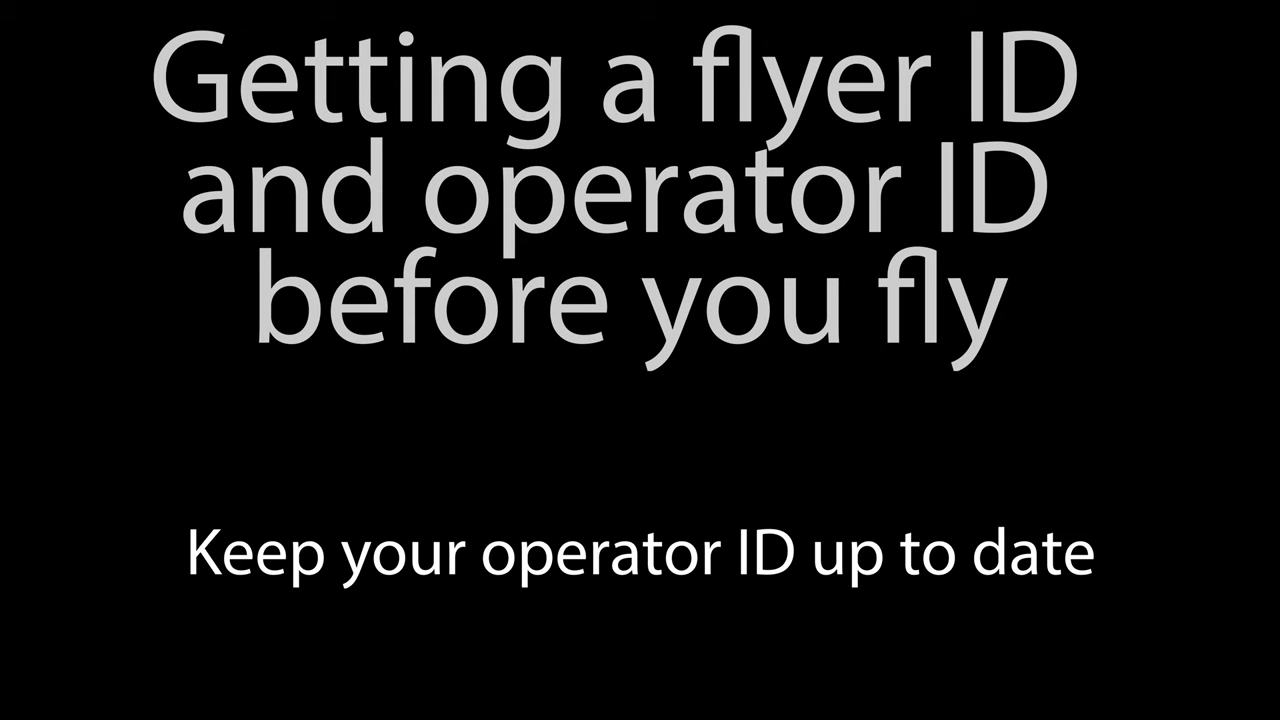 Getting a flyer ID
and operator ID
before you fly
Keep your operator ID up to date